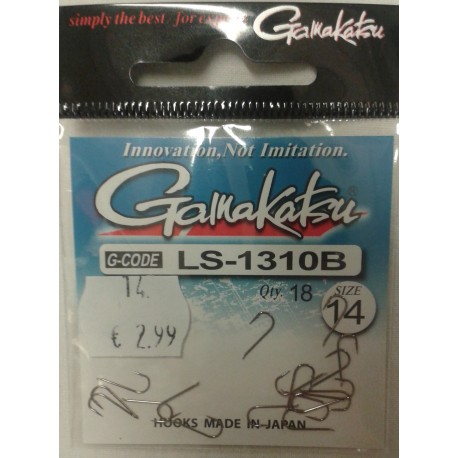 simply the best for
Gamakatsu
Innovation, Not Imitation.
Gamakatsu®
G-CODE LS-1310B
14.
Qty. 18 SIZE
14
€ 2.99
HOOKS MADE IN JAPAN